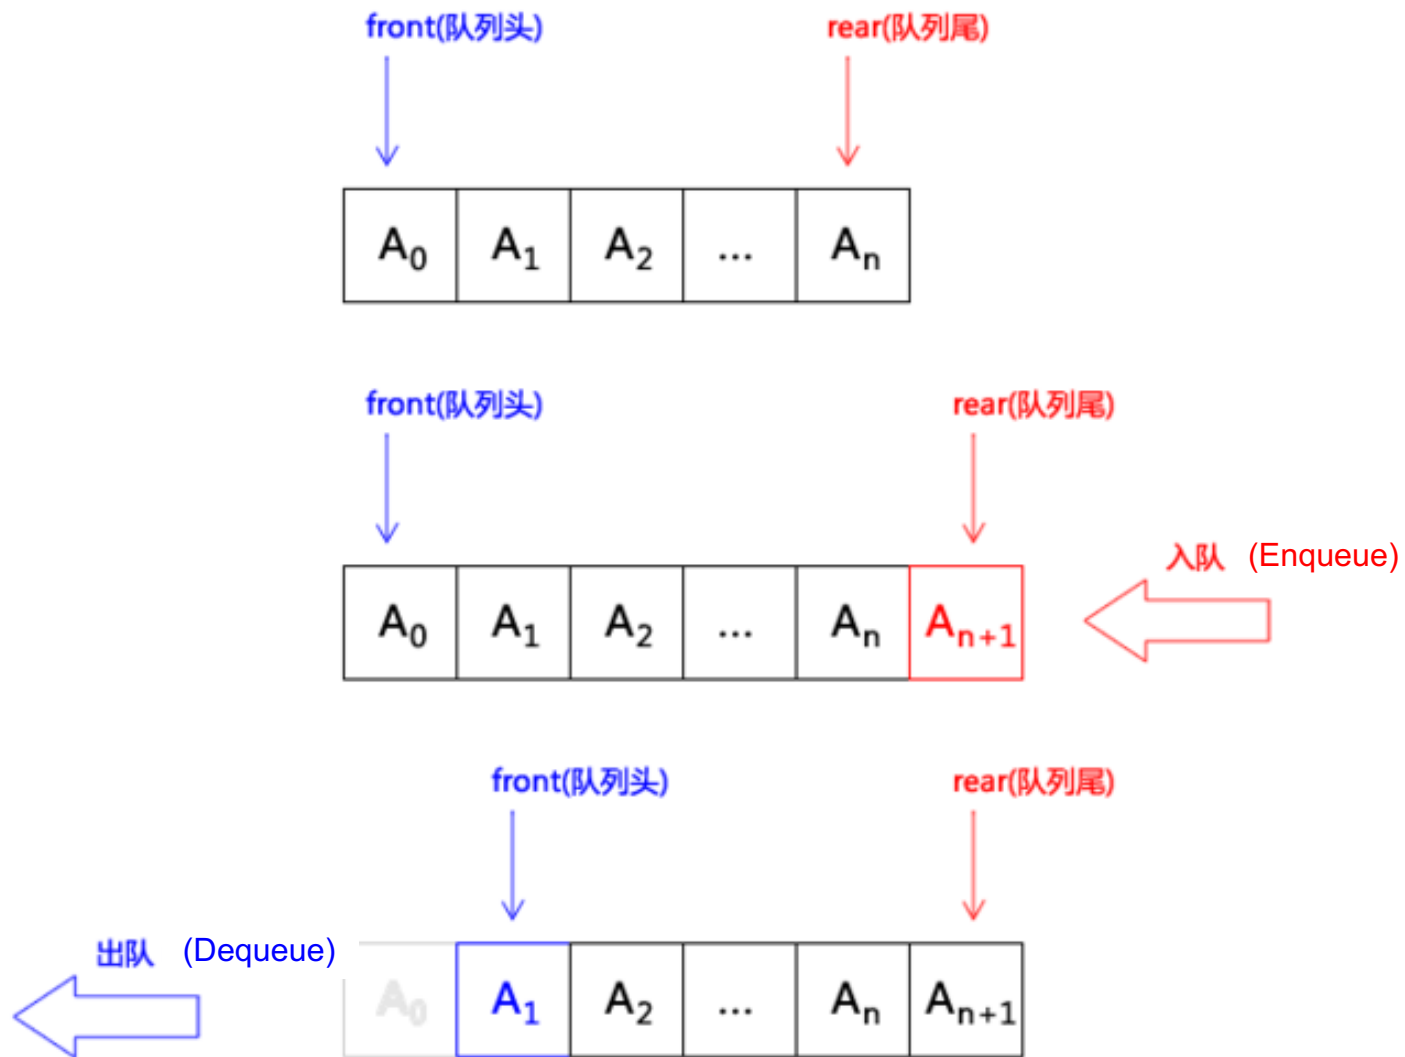 front(队列头) rear(队列尾)
A₀ A₁ A₂ ... Aₙ
front(队列头) rear(队列尾)
入队 (Enqueue)
A₀ A₁ A₂ ... Aₙ Aₙ₊₁
front(队列头) rear(队列尾)
出队 (Dequeue)
A₀ A₁ A₂ ... Aₙ Aₙ₊₁